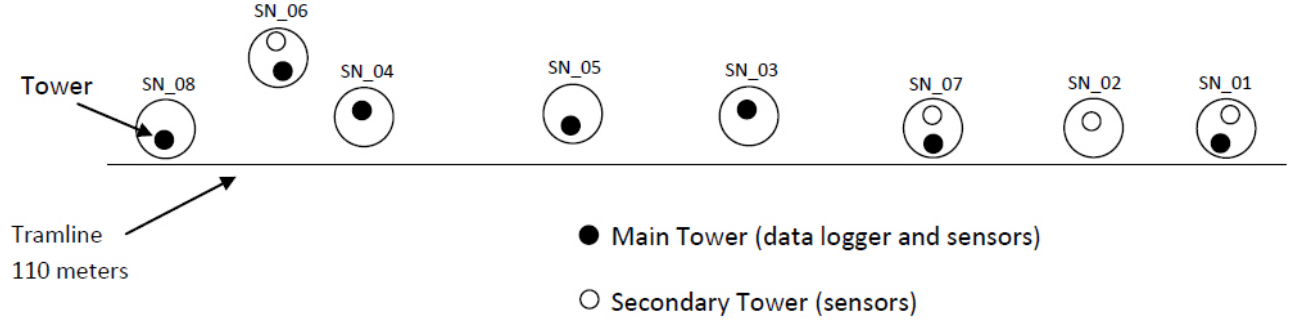 SN_06
SN_04
SN_05
SN_03
SN_08
SN_07
SN_02
SN_01
Tower
Tramline
110 meters
Main Tower (data logger and sensors)
Secondary Tower (sensors)